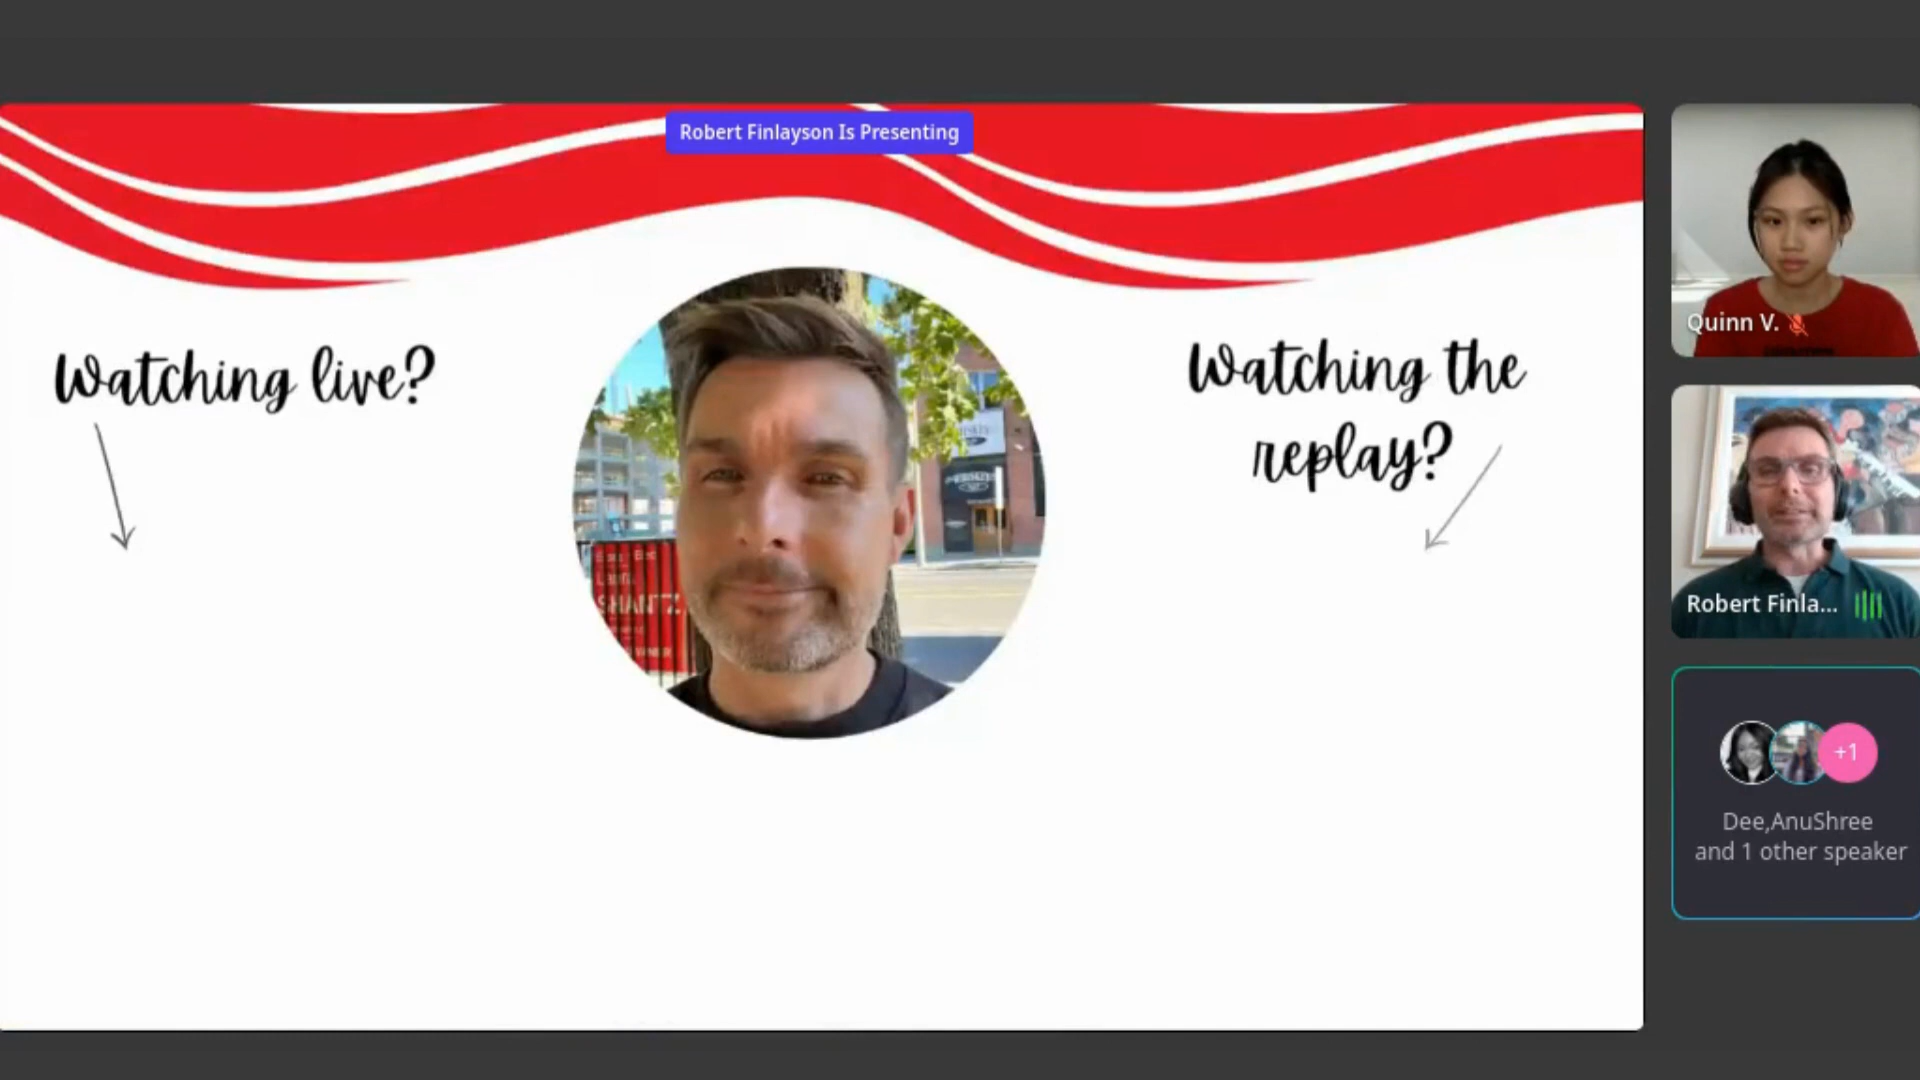 Robert Finlayson Is Presenting
Watching live?
Watching the
replay?
SHANTZ
Quinn V.
Robert Finla...
+1
Dee,AnuShree
and 1 other speaker